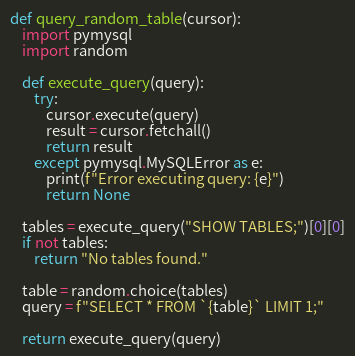 def query_random_table(cursor):
    import pymysql
    import random

    def execute_query(query):
        try:
            cursor.execute(query)
            result = cursor.fetchall()
            return result
        except pymysql.MySQLError as e:
            print(f"Error executing query: {e}")
            return None

    tables = execute_query("SHOW TABLES;")[0][0]
    if not tables:
        return "No tables found."

    table = random.choice(tables)
    query = f"SELECT * FROM `{table}` LIMIT 1;"

    return execute_query(query)